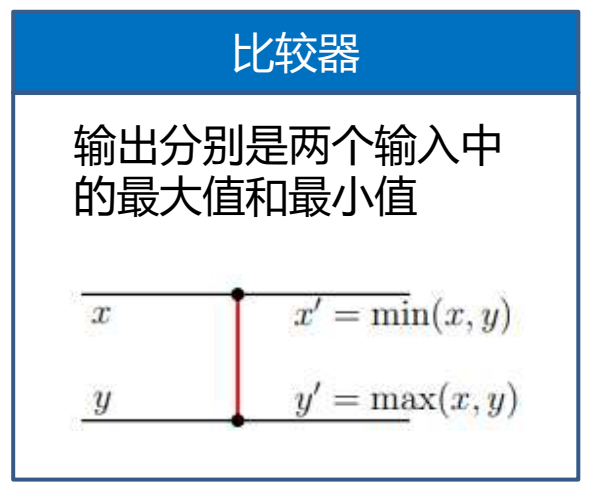 比较器
输出分别是两个输入中
的最大值和最小值
x x′ = min(x, y)
y y′ = max(x, y)